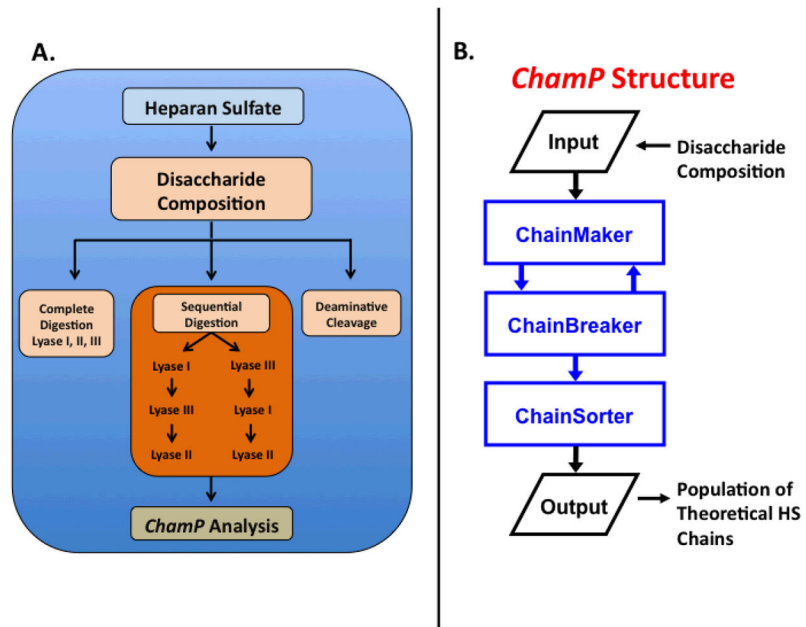 A.
Heparan Sulfate
Disaccharide
Composition
Complete
Digestion
Lyase I, II, III
Sequential
Digestion
Deaminative
Cleavage
Lyase I
Lyase III
Lyase III
Lyase I
Lyase II
Lyase II
ChamP Analysis
B.
ChamP Structure
Input
Disaccharide
Composition
ChainMaker
ChainBreaker
ChainSorter
Output
Population of
Theoretical HS
Chains